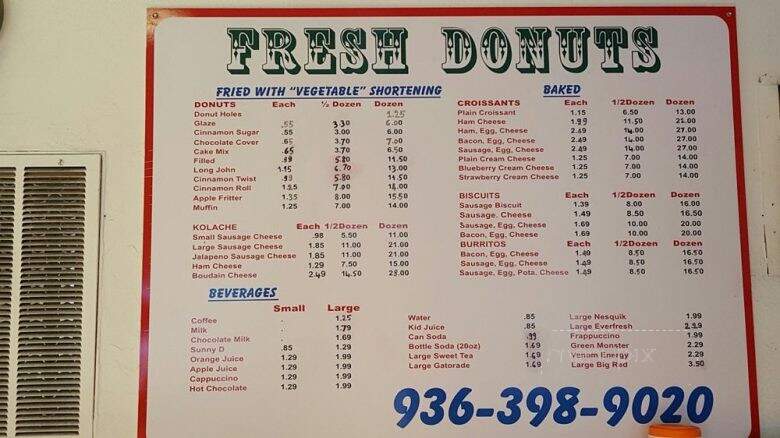 FRESH DONUTS
FRIED WITH "VEGETABLE" SHORTENING
DONUTS Each ½ Dozen Dozen
Donut Holes 1.25
Glaze .55 3.30 6.00
Cinnamon Sugar .55 3.00 6.00
Chocolate Cover .65 3.70 7.00
Cake Mix .65 3.70 6.50
Filled .99 5.80 11.50
Long John 1.15 6.70 13.00
Cinnamon Twist .99 5.80 11.50
Cinnamon Roll 7.00
Apple Fritter 1.35 8.00 15.50
Muffin 1.25 7.00 14.00
KOLACHE Each 1/2Dozen Dozen
Small Sausage Cheese .98 5.50 11.00
Large Sausage Cheese 1.85 11.00 21.00
Jalapeno Sausage Cheese 1.85 11.00 21.00
Ham Cheese 1.29 7.50 15.00
Boudain Cheese 2.49 14.50 28.00
BAKED
CROISSANTS Each 1/2Dozen Dozen
Plain Croissant 1.15 6.50 13.00
Ham Cheese 1.99 11.50
Ham, Egg, Cheese 2.49 14.00 27.00
Bacon, Egg, Cheese 2.49 14.00 27.00
Sausage, Egg, Cheese 2.49 14.00 27.00
Plain Cream Cheese 1.25 7.00 14.00
Blueberry Cream Cheese 1.25 7.00 14.00
Strawberry Cream Cheese 1.25 7.00 14.00
BISCUITS Each 1/2Dozen Dozen
Sausage Biscuit 1.39 8.00 16.00
Sausage, Cheese 1.49 8.50 16.50
Sausage, Egg, Cheese 1.69 10.00 20.00
Bacon, Egg, Cheese 1.69 10.00 20.00
BURRITOS Each 1/2Dozen Dozen
Bacon, Egg, Cheese 1.49 8.50 16.50
Sausage, Egg, Cheese 1.49 8.50 16.50
Sausage, Egg, Pota, Cheese 1.49 8.50 16.50
BEVERAGES
Small Large
Coffee 1.25
Milk 1.79
Chocolate Milk 1.69
Sunny D .85 1.29
Orange Juice 1.29 1.99
Apple Juice 1.29 1.99
Cappuccino 1.29 1.99
Hot Chocolate 1.29 1.99
Water .85
Kid Juice .85
Can Soda .99
Bottle Soda (20oz) 1.69
Large Sweet Tea 1.69
Large Gatorade 1.69
Large Nesquik 1.99
Large Everfresh
Frappuccino 1.99
Green Monster 2.29
Venam Energy 2.29
Large Big Red 3.50
936-398-9020